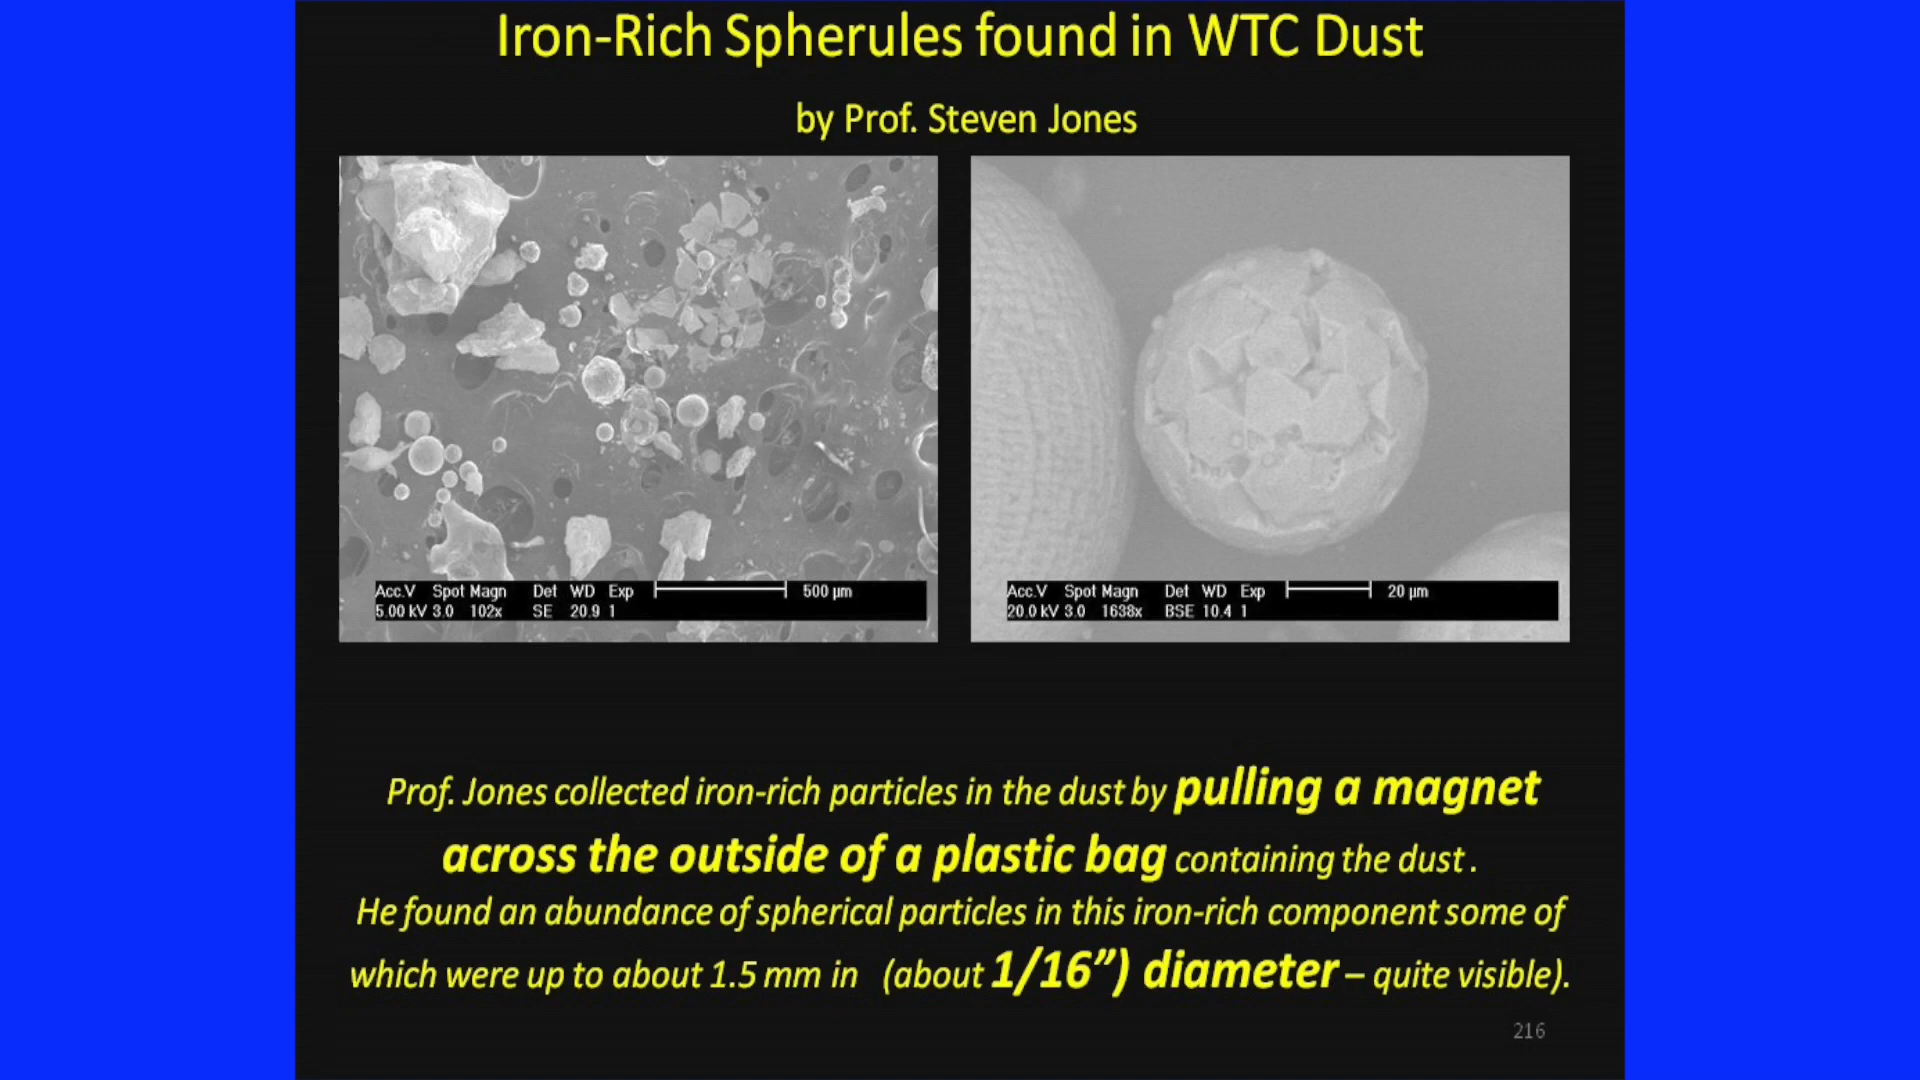 Iron-Rich Spherules found in WTC Dust
by Prof. Steven Jones
Acc.V Spot Magn Det WD Exp 500 µm
5.00 kV 3.0 102x SE 20.9 1
Acc.V Spot Magn Det WD Exp 20 µm
20.0 kV 3.0 1638x BSE 10.4 1
Prof. Jones collected iron-rich particles in the dust by pulling a magnet
across the outside of a plastic bag containing the dust .
He found an abundance of spherical particles in this iron-rich component some of
which were up to about 1.5 mm in (about 1/16”) diameter – quite visible).
216